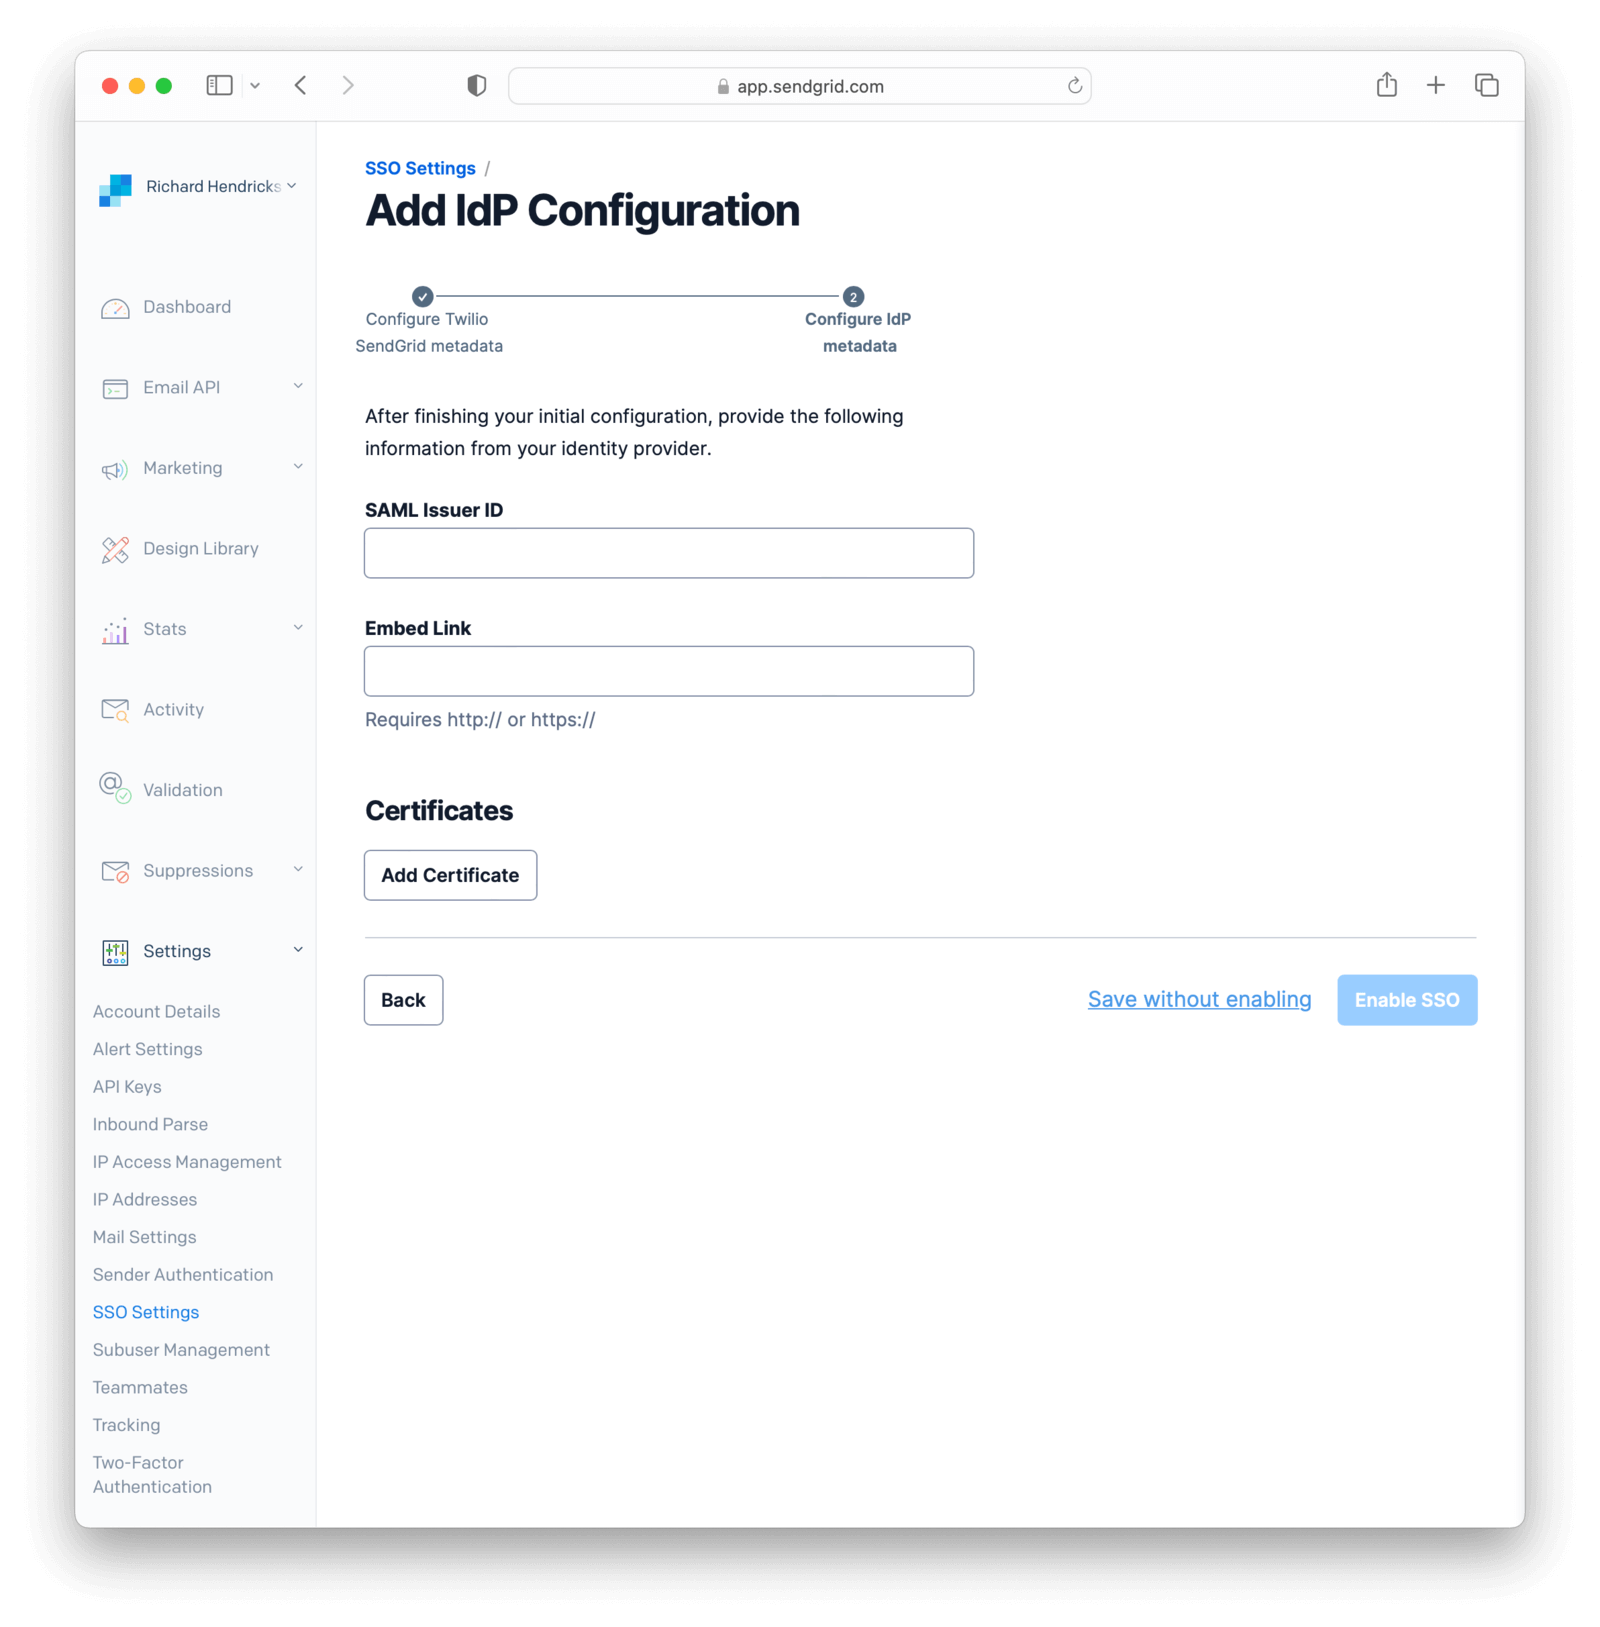 app.sendgrid.com
Richard Hendricks
Dashboard
Email API
Marketing
Design Library
Stats
Activity
Validation
Suppressions
Settings
Account Details
Alert Settings
API Keys
Inbound Parse
IP Access Management
IP Addresses
Mail Settings
Sender Authentication
SSO Settings
Subuser Management
Teammates
Tracking
Two-Factor
Authentication
SSO Settings /
Add IdP Configuration
2
Configure Twilio
SendGrid metadata
Configure IdP
metadata
After finishing your initial configuration, provide the following
information from your identity provider.
SAML Issuer ID
Embed Link
Requires http:// or https://
Certificates
Add Certificate
Back
Save without enabling
Enable SSO